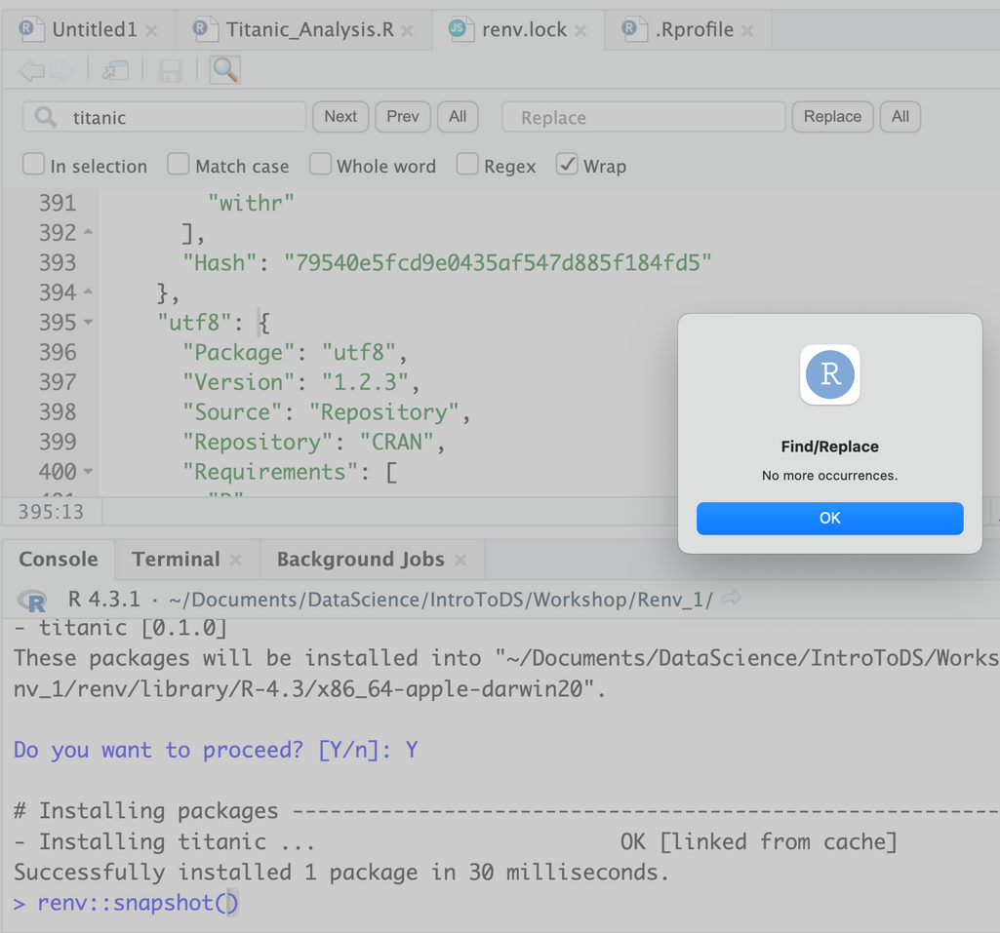 Untitled1 Titanic_Analysis.R renv.lock .Rprofile
titanic Next Prev All Replace Replace All
In selection Match case Whole word Regex Wrap
391 "withr"
392 ],
393 "Hash": "79540e5fcd9e0435af547d885f184fd5"
394 },
395 "utf8": {
396 "Package": "utf8",
397 "Version": "1.2.3",
398 "Source": "Repository",
399 "Repository": "CRAN",
400 "Requirements": [
395:13
R
Find/Replace
No more occurrences.
OK
Console Terminal Background Jobs
R R 4.3.1 · ~/Documents/DataScience/IntroToDS/Workshop/Renv_1/
- titanic [0.1.0]
These packages will be installed into "~/Documents/DataScience/IntroToDS/Works
nv_1/renv/library/R-4.3/x86_64-apple-darwin20".
Do you want to proceed? [Y/n]: Y
# Installing packages -------------------------------------------------------
- Installing titanic ... OK [linked from cache]
Successfully installed 1 package in 30 milliseconds.
> renv::snapshot()